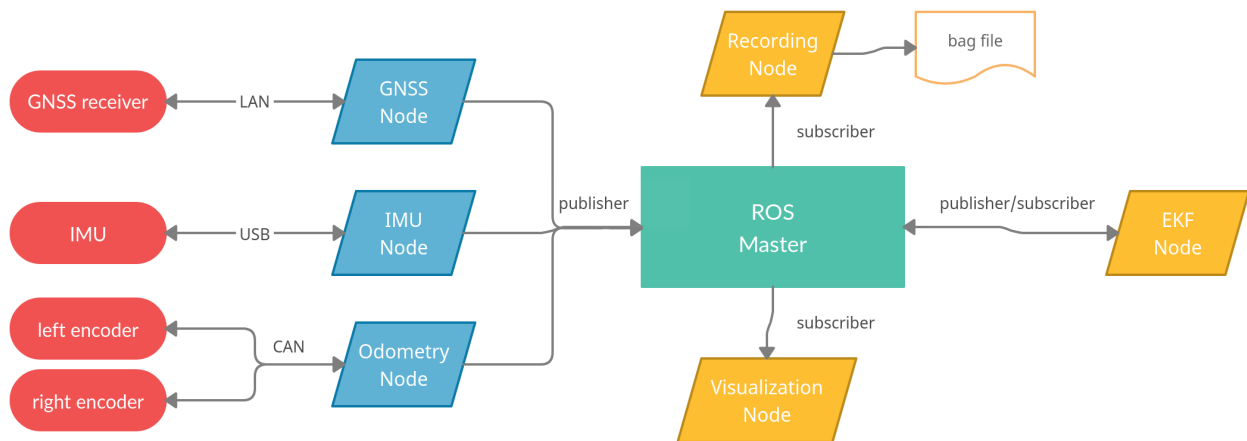 Recording
Node
bag file
GNSS receiver
LAN
GNSS
Node
subscriber
IMU
USB
IMU
Node
publisher
ROS
Master
publisher/subscriber
EKF
Node
left encoder
right encoder
CAN
Odometry
Node
subscriber
Visualization
Node